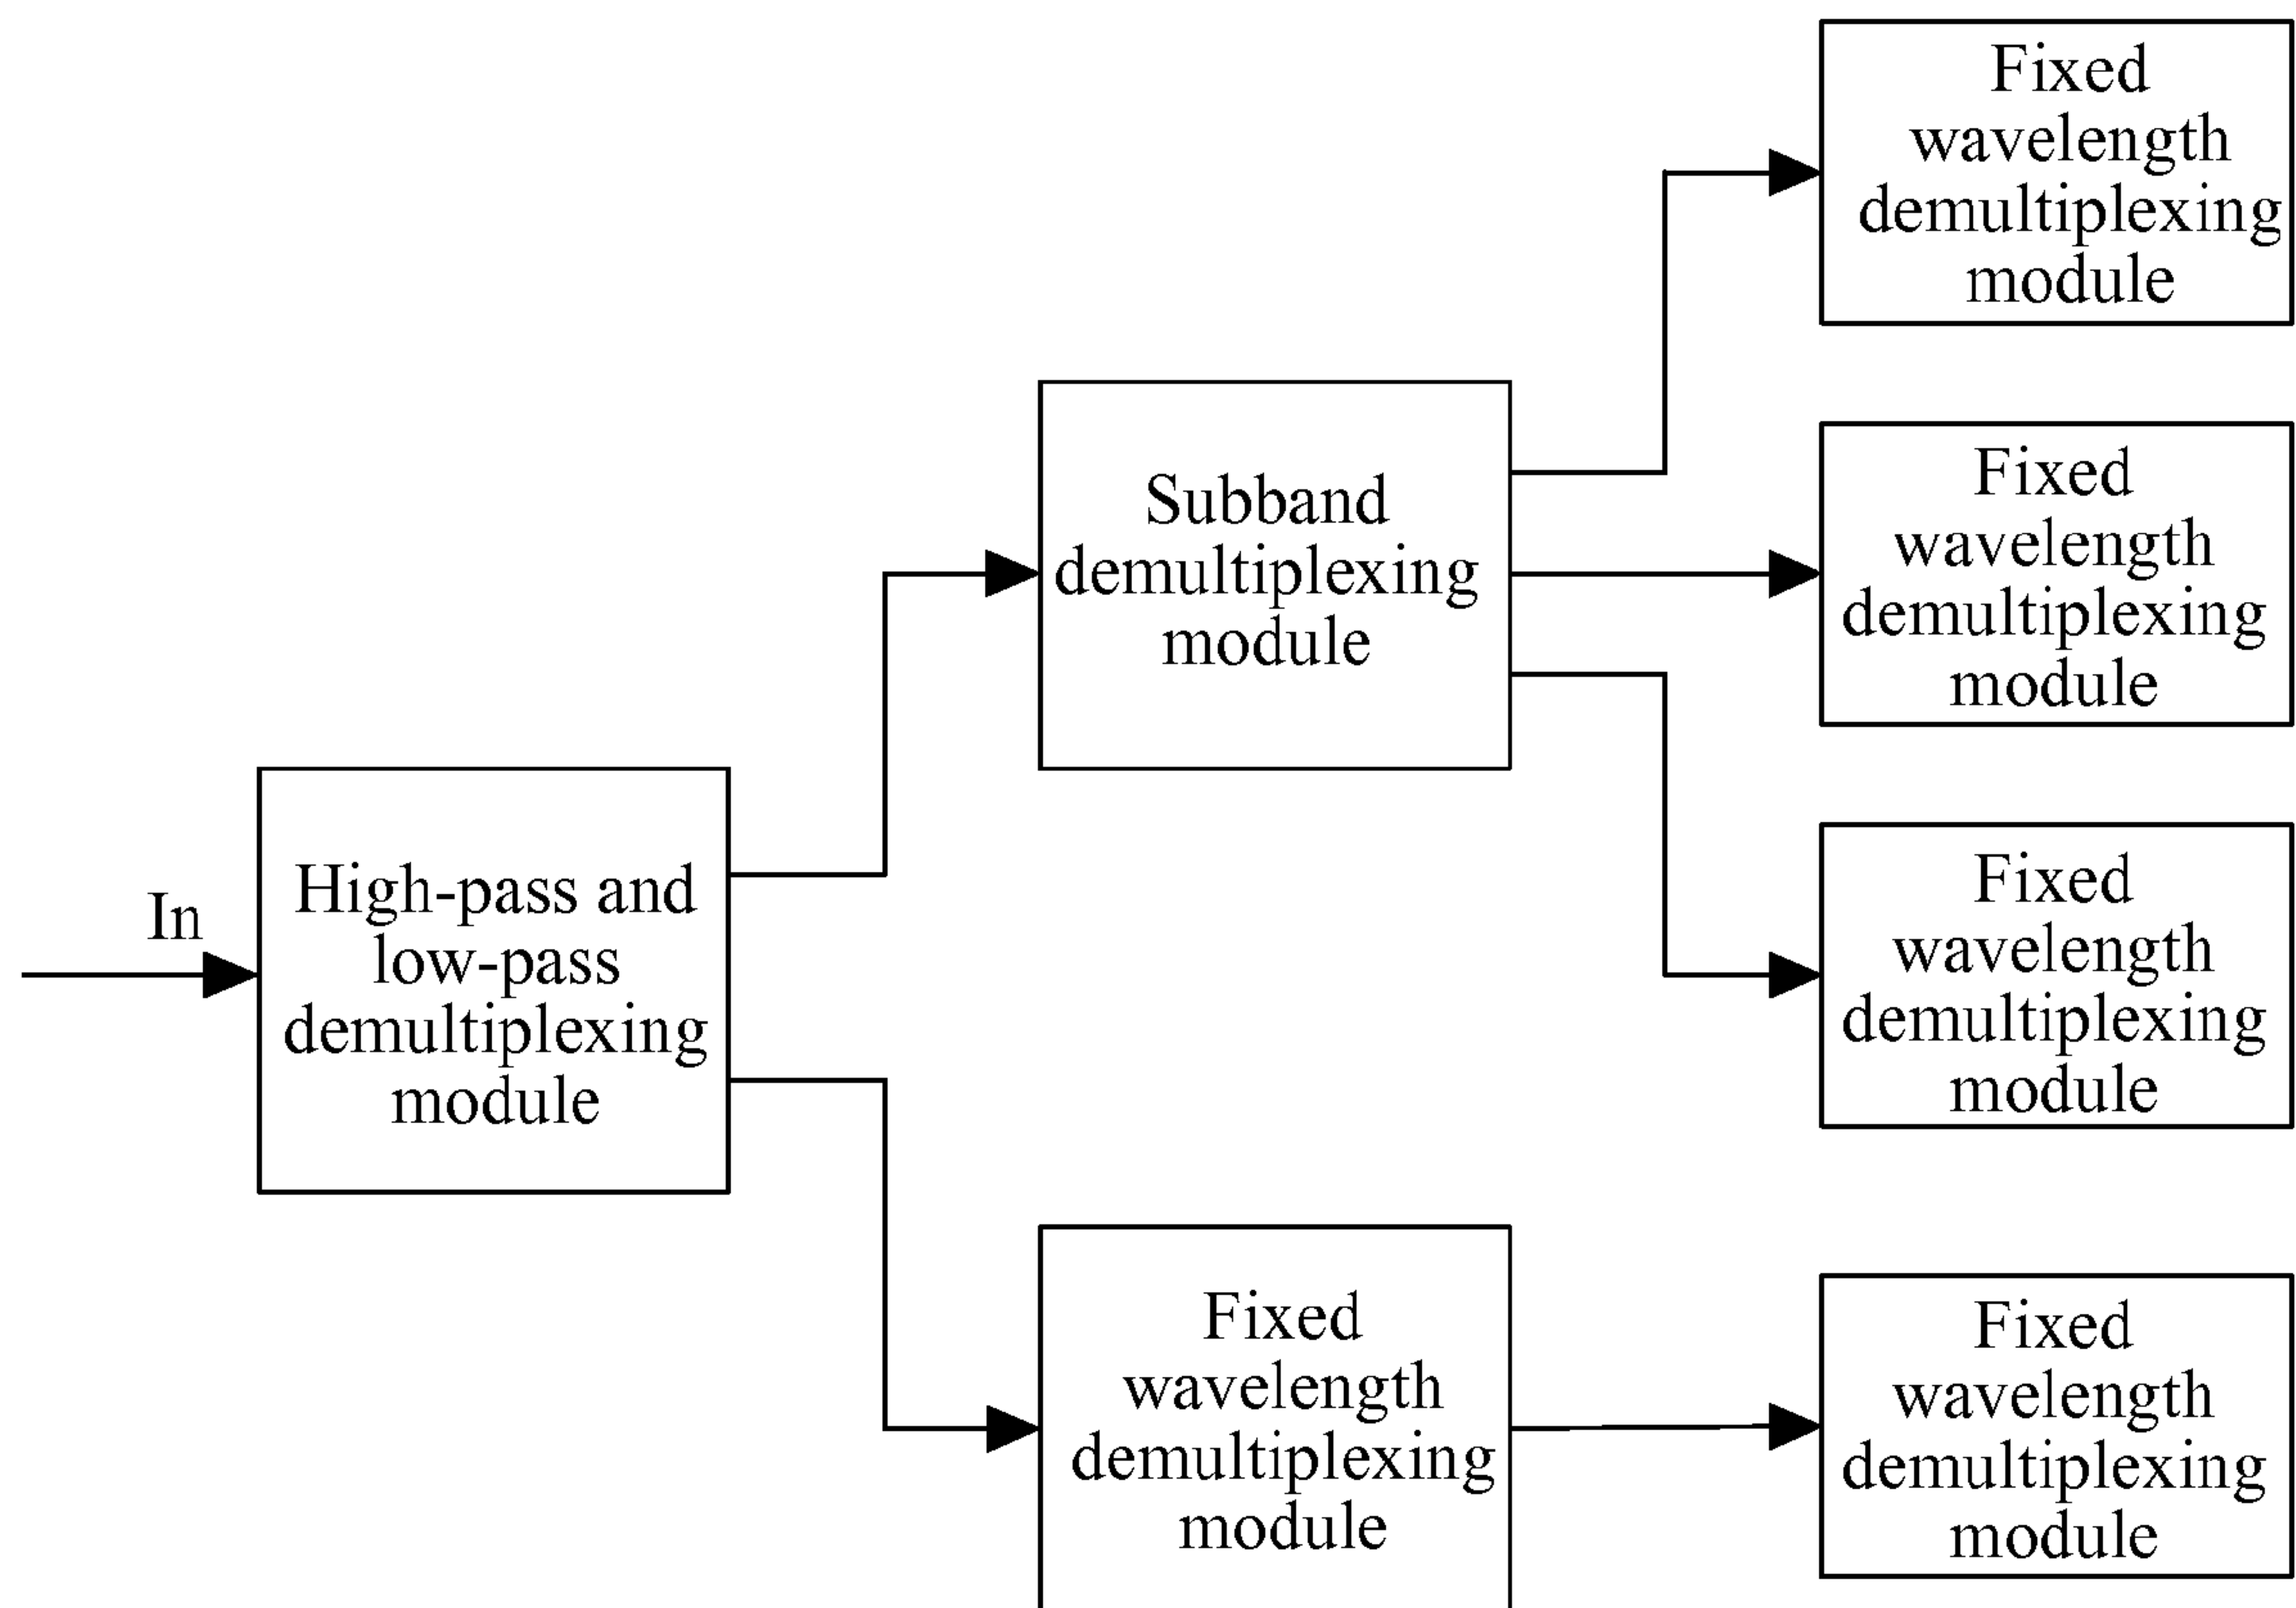 In
High-pass and
low-pass
demultiplexing
module
Subband
demultiplexing
module
Fixed
wavelength
demultiplexing
module
Fixed
wavelength
demultiplexing
module
Fixed
wavelength
demultiplexing
module
Fixed
wavelength
demultiplexing
module
Fixed
wavelength
demultiplexing
module